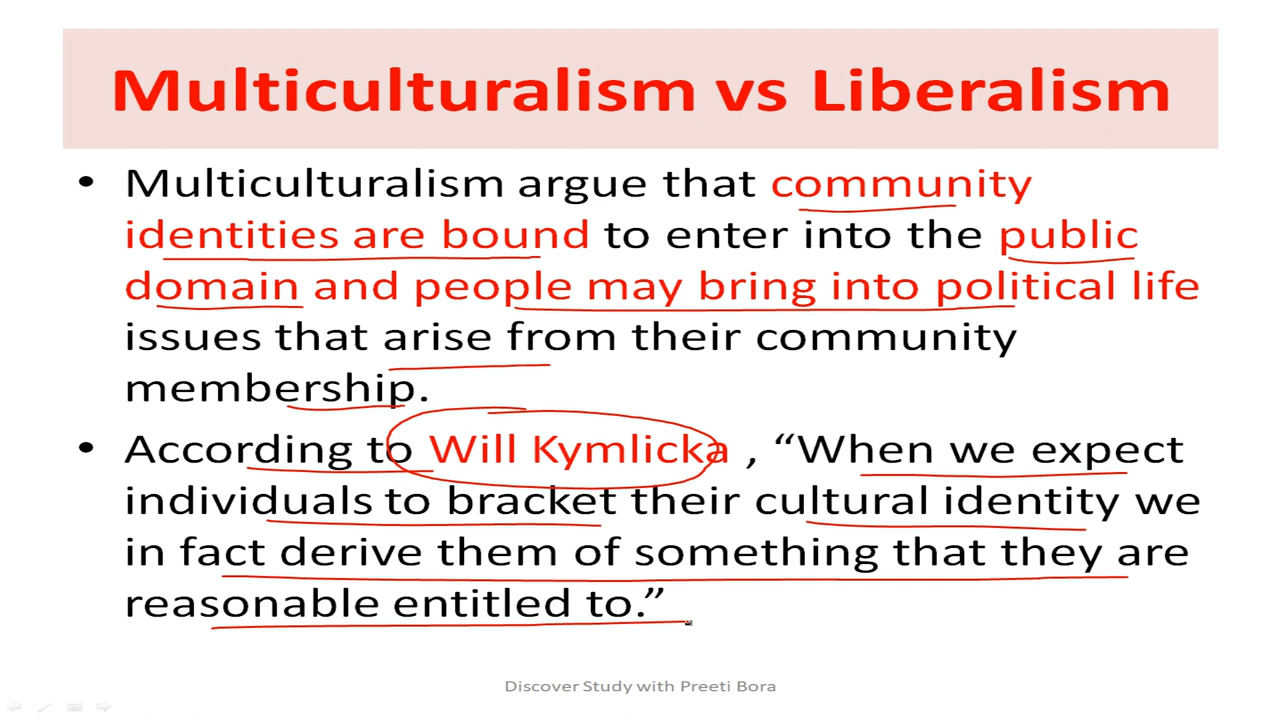 Multiculturalism vs Liberalism
• Multiculturalism argue that community
identities are bound to enter into the public
domain and people may bring into political life
issues that arise from their community
membership.
• According to Will Kymlicka , “When we expect
individuals to bracket their cultural identity we
in fact derive them of something that they are
reasonable entitled to.”
Discover Study with Preeti Bora